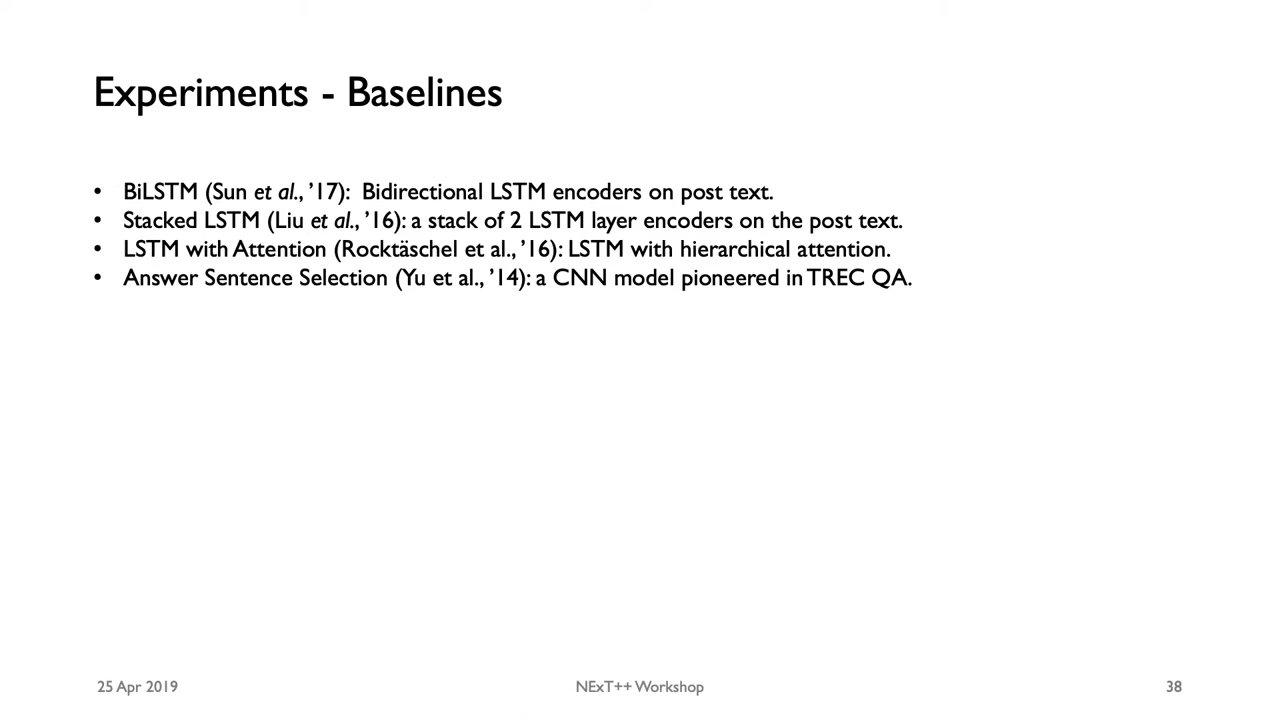 Experiments - Baselines
• BiLSTM (Sun et al., ’17): Bidirectional LSTM encoders on post text.
• Stacked LSTM (Liu et al., ’16): a stack of 2 LSTM layer encoders on the post text.
• LSTM with Attention (Rocktäschel et al., ’16): LSTM with hierarchical attention.
• Answer Sentence Selection (Yu et al., ’14): a CNN model pioneered in TREC QA.
25 Apr 2019
NExT++ Workshop
38